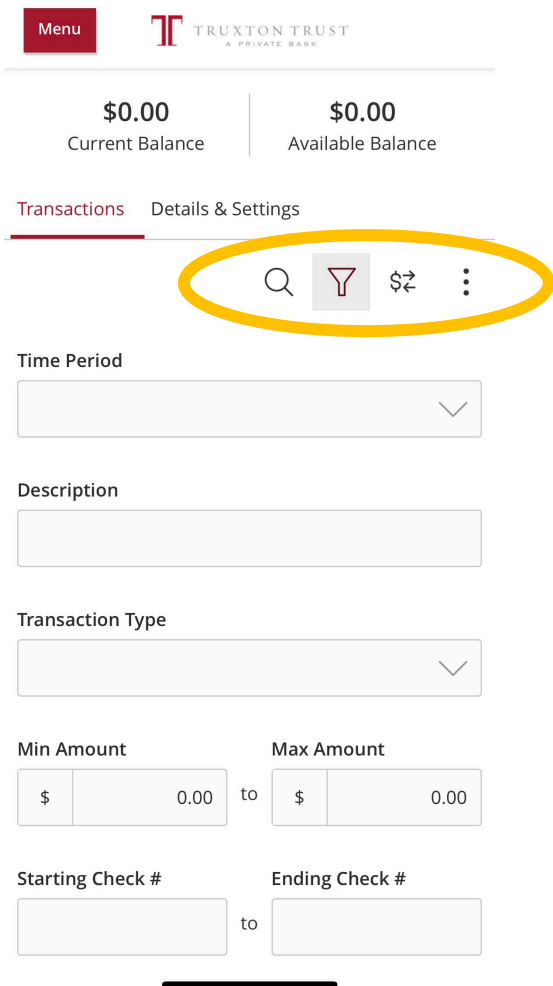 Menu
TRUXTON TRUST
A PRIVATE BANK
$0.00 $0.00
Current Balance Available Balance
Transactions Details & Settings
$
Time Period
Description
Transaction Type
Min Amount Max Amount
$ 0.00 to $ 0.00
Starting Check # Ending Check #
to